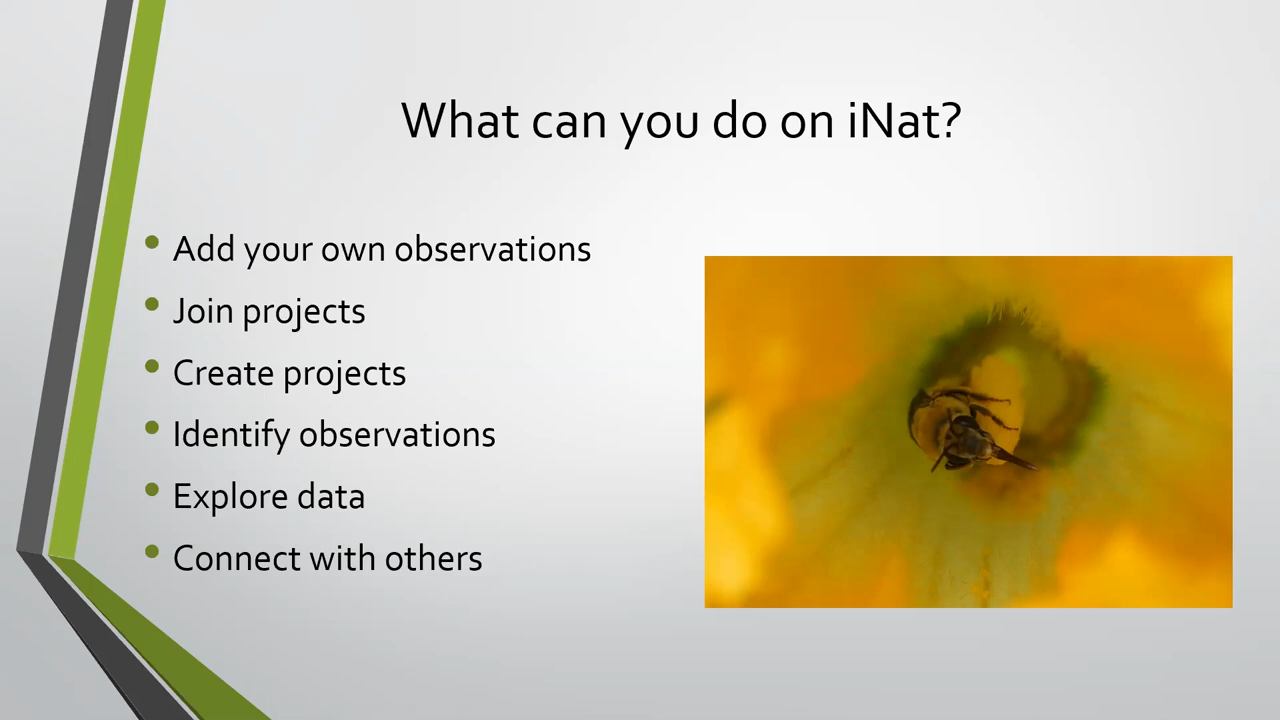 What can you do on iNat?
• Add your own observations
• Join projects
• Create projects
• Identify observations
• Explore data
• Connect with others